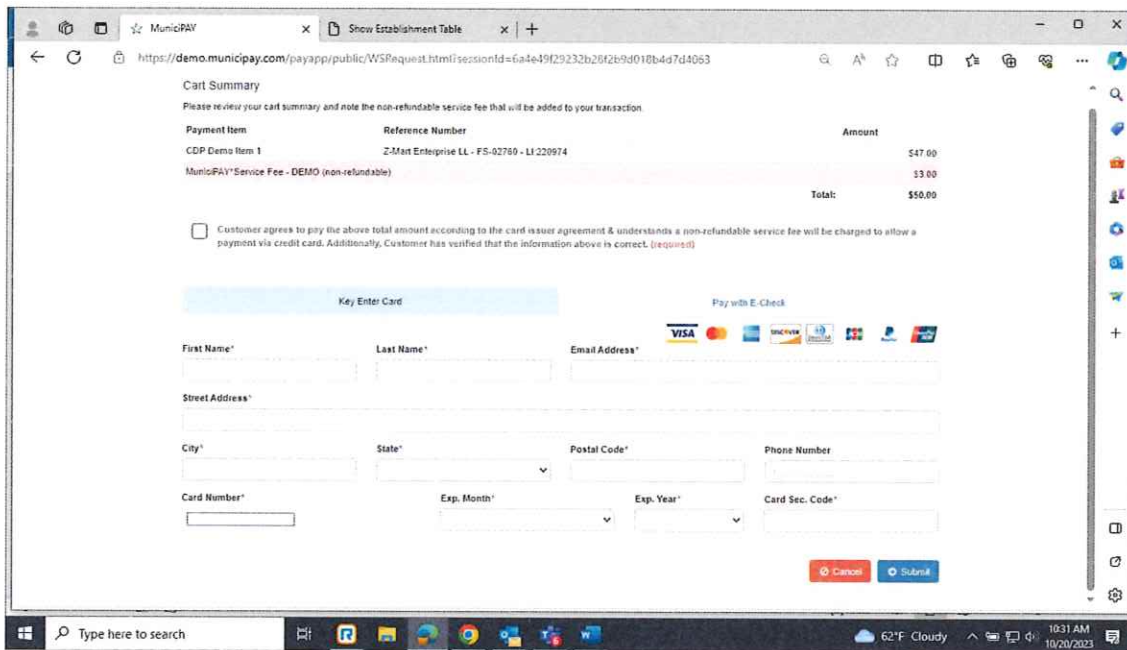 MuniciPAY
Show Establishment Table
https://demo.municipay.com/payapp/public/WSRequest.html?sessionId=6a4e49f29232b26f2b9d018b4d7d4063
Cart Summary
Please review your cart summary and note the non-refundable service fee that will be added to your transaction.
Payment Item Reference Number Amount
CDP Demo Item 1 Z-Mart Enterprise LL - FS-02760 - LI 220974 $47.00
MuniciPAY*Service Fee - DEMO (non-refundable) $3.00
Total: $50.00
Customer agrees to pay the above total amount according to the card issuer agreement & understands a non-refundable service fee will be charged to allow a
payment via credit card. Additionally, Customer has verified that the information above is correct. (required)
Key Enter Card Pay with E-Check
VISA DISCOVER
First Name* Last Name* Email Address*
Street Address*
City* State* Postal Code* Phone Number
Card Number* Exp. Month* Exp. Year* Card Sec. Code*
Cancel Submit
Type here to search
62°F Cloudy
10:31 AM
10/20/2023